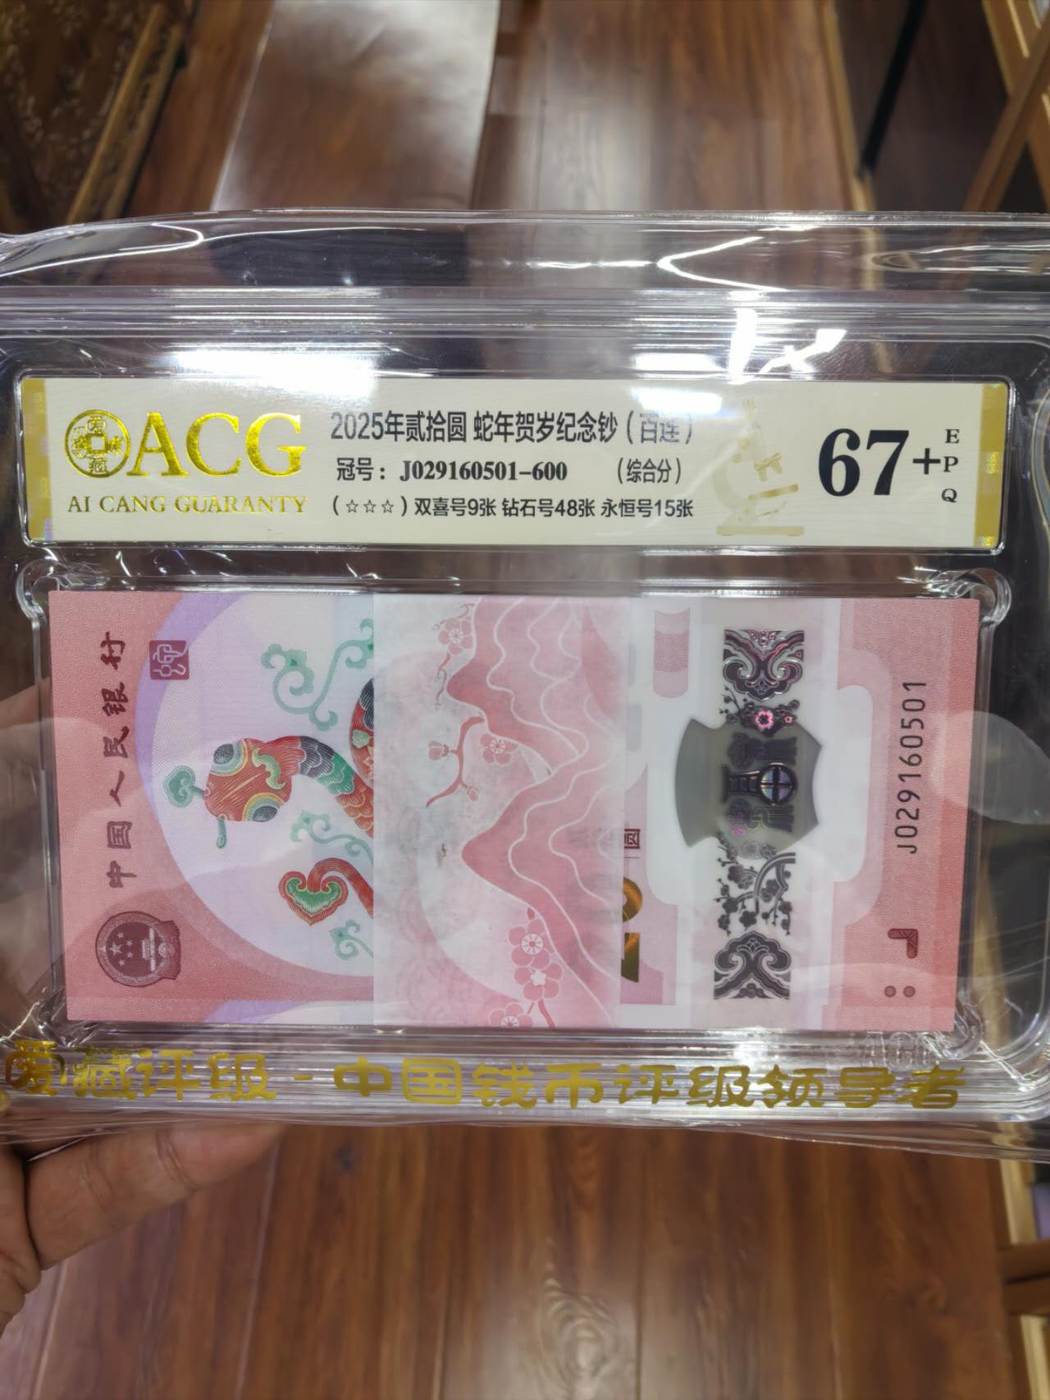 ACG
AI CANG GUARANTY
2025年贰拾圆 蛇年贺岁纪念钞(百连)
冠号:J029160501-600 (综合分)
(☆☆☆)双喜号9张 钻石号48张 永恒号15张
67+
EPQ
中国人民银行
圆
J029160501
爱藏评级-中国钱币评级领导者